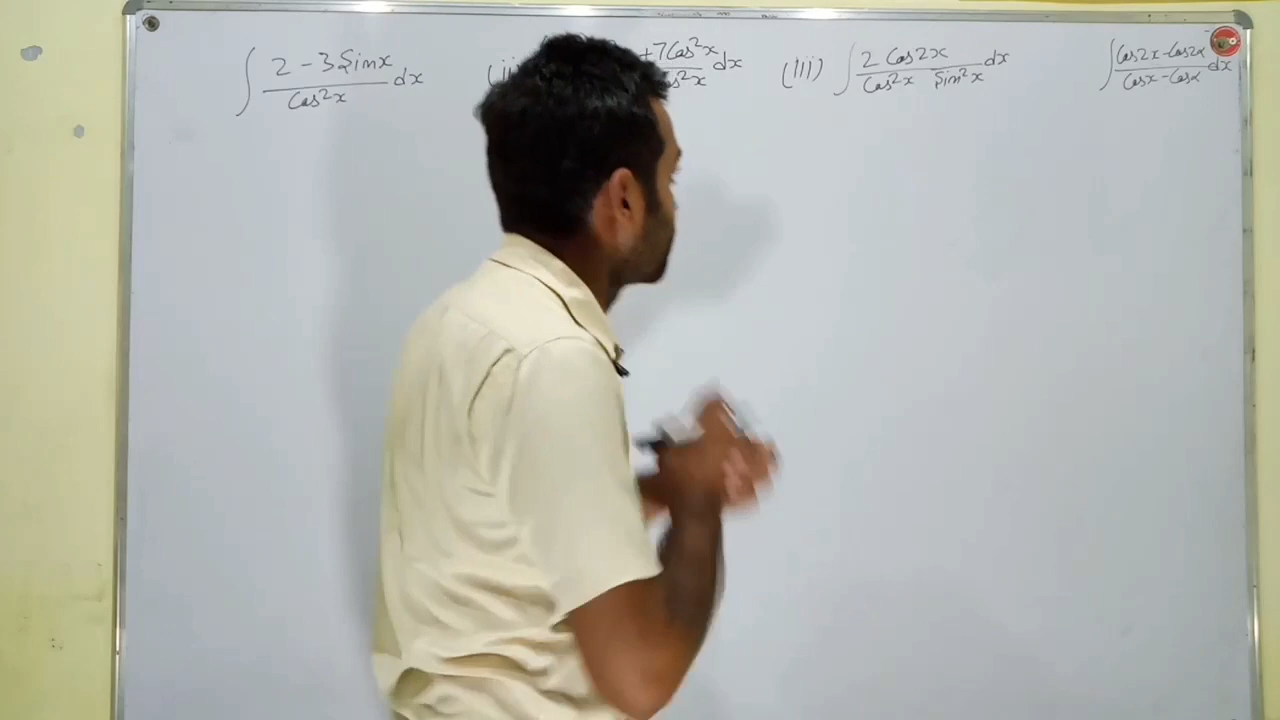 ∫ (2 - 3 Sinx)/(Cos²x) dx
(ii) +7Cos²x / os²x dx
(iii) ∫ (2 Cos2x)/(Cos²x Sin²x) dx
∫ (Cos2x - Cos2α)/(Cosx - Cosα) dx